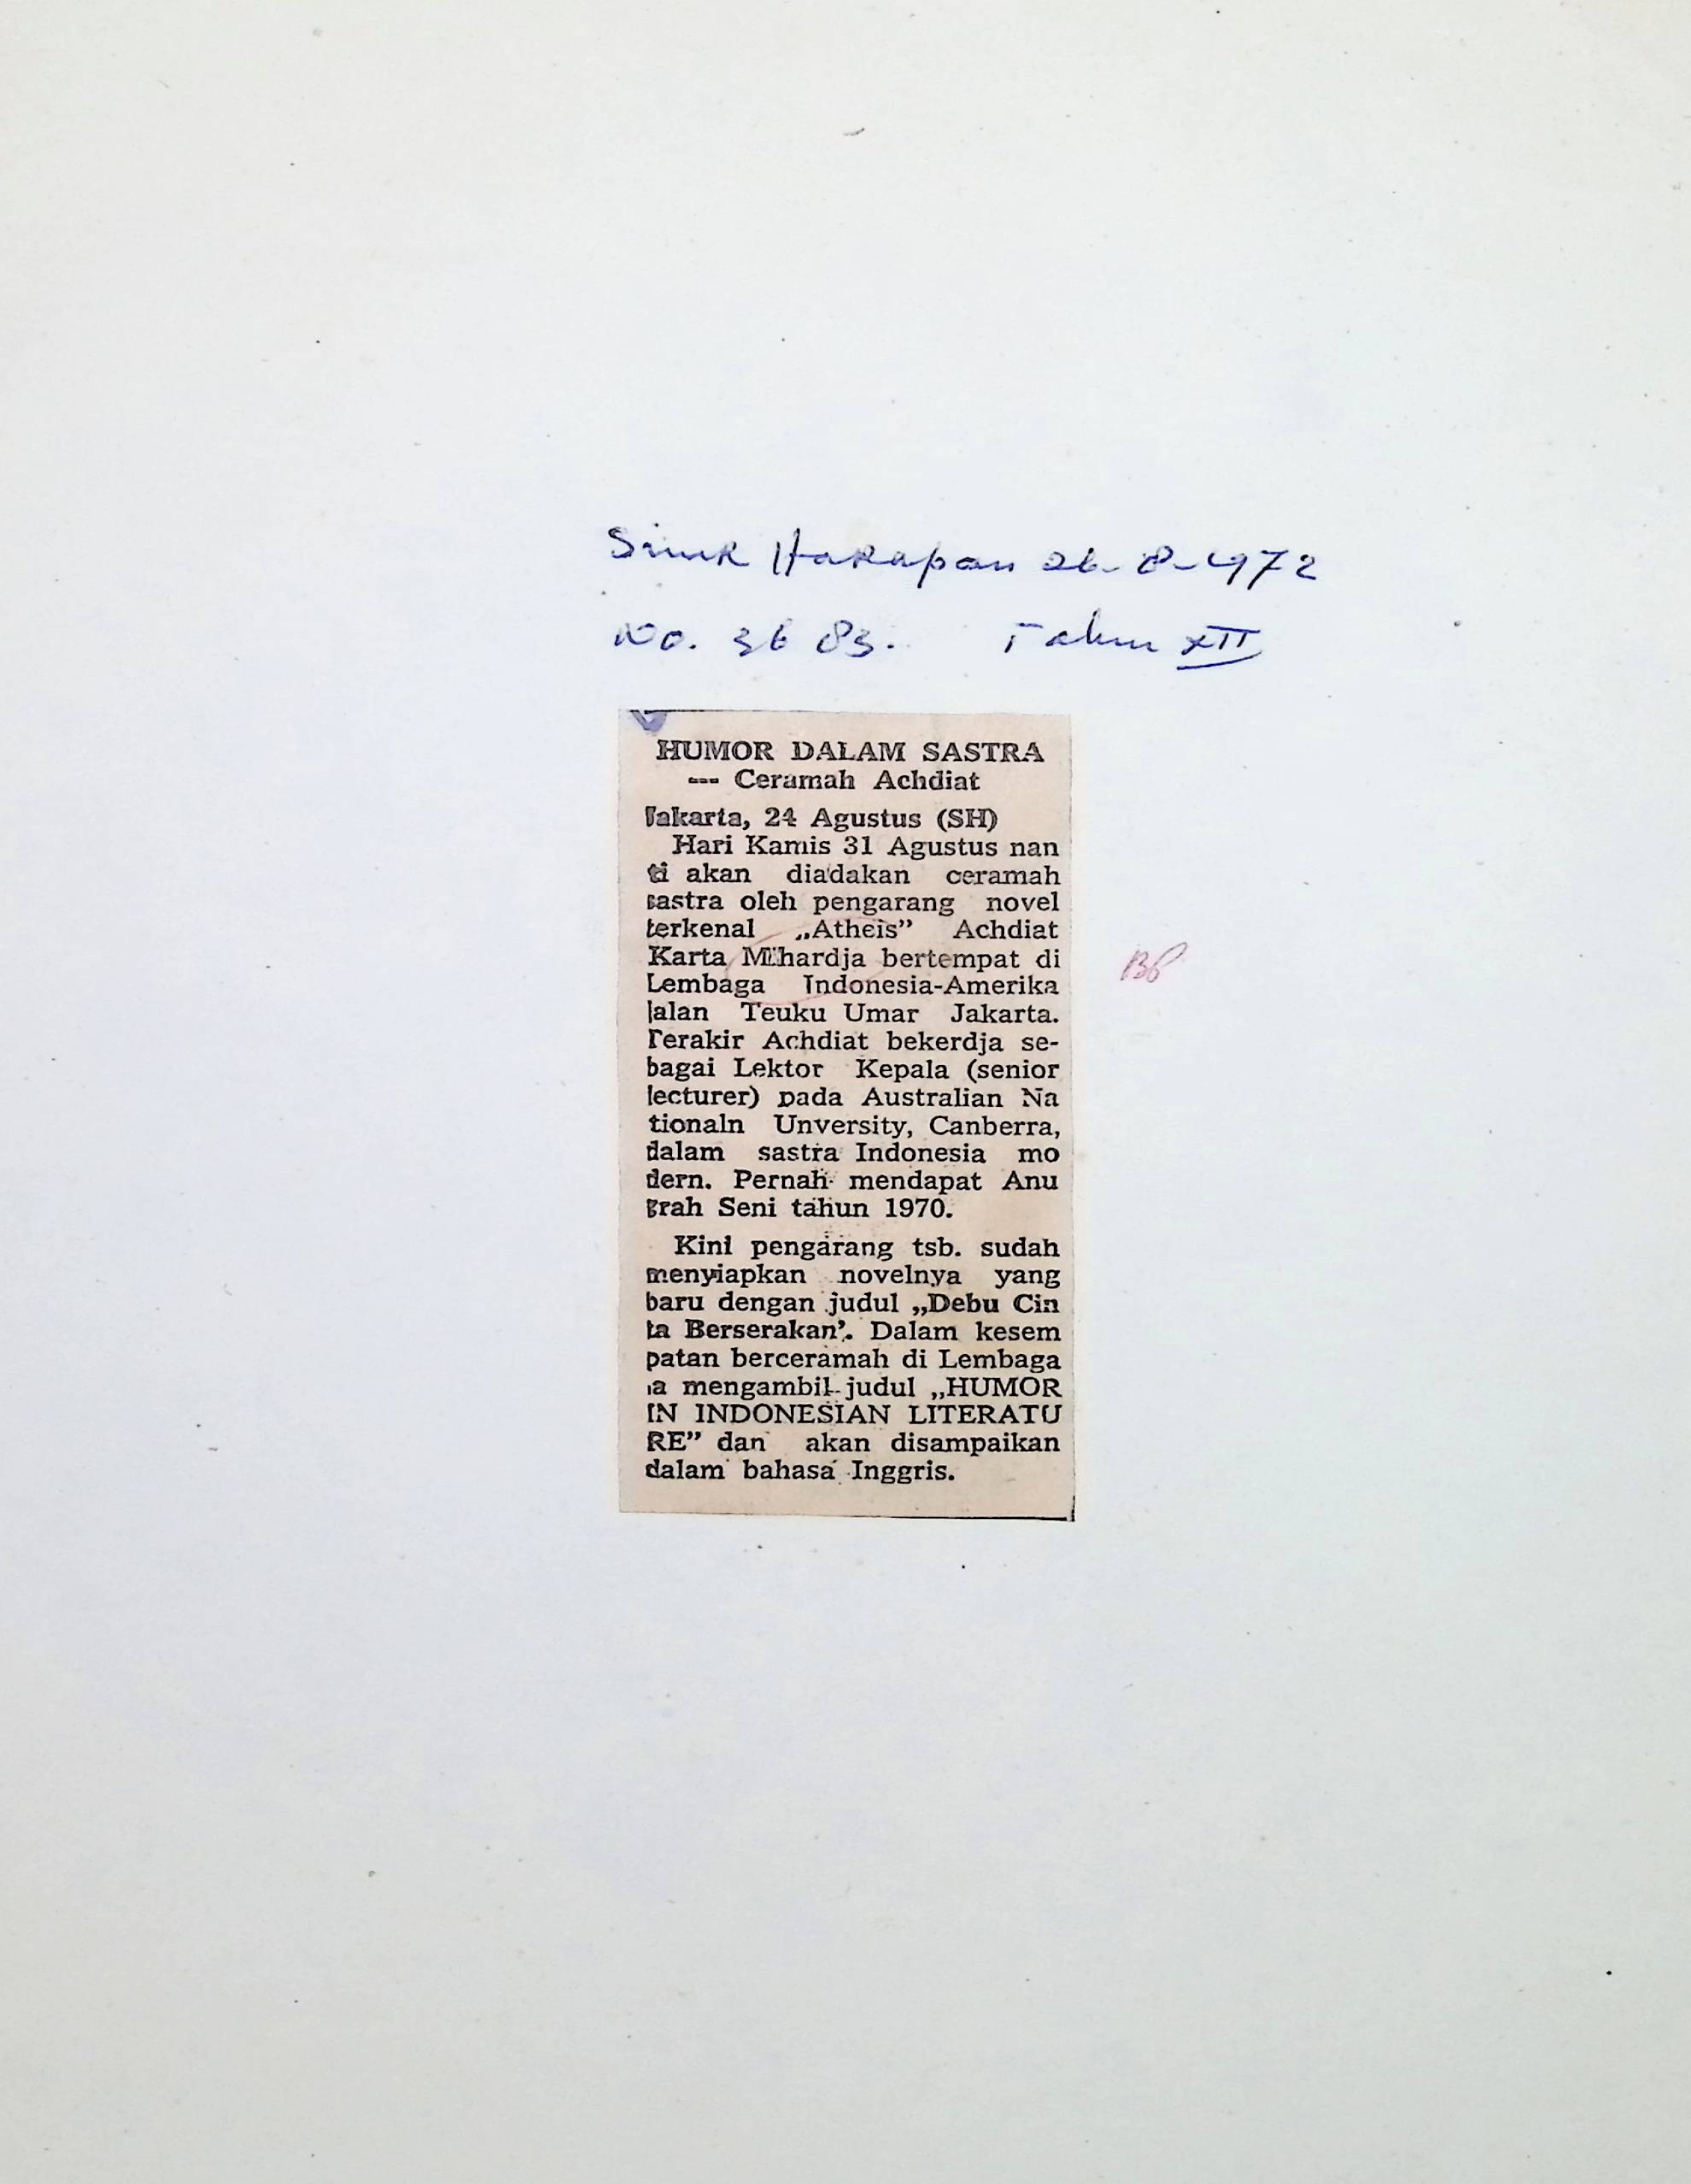 Sinar Harapan 26-8-1972
No. 3683. Tahun XII
HUMOR DALAM SASTRA
--- Ceramah Achdiat
Jakarta, 24 Agustus (SH)
Hari Kamis 31 Agustus nan
ti akan diadakan ceramah
sastra oleh pengarang novel
terkenal „Atheis” Achdiat
Karta Mihardja bertempat di
Lembaga Indonesia-Amerika
Jalan Teuku Umar Jakarta.
Terakir Achdiat bekerdja se-
bagai Lektor Kepala (senior
lecturer) pada Australian Na
tionaln Unversity, Canberra,
dalam sastra Indonesia mo
dern. Pernah mendapat Anu
grah Seni tahun 1970.
Kini pengarang tsb. sudah
menyiapkan novelnya yang
baru dengan judul „Debu Cin
ta Berserakan’. Dalam kesem
patan berceramah di Lembaga
ia mengambil judul „HUMOR
IN INDONESIAN LITERATU
RE” dan akan disampaikan
dalam bahasa Inggris.